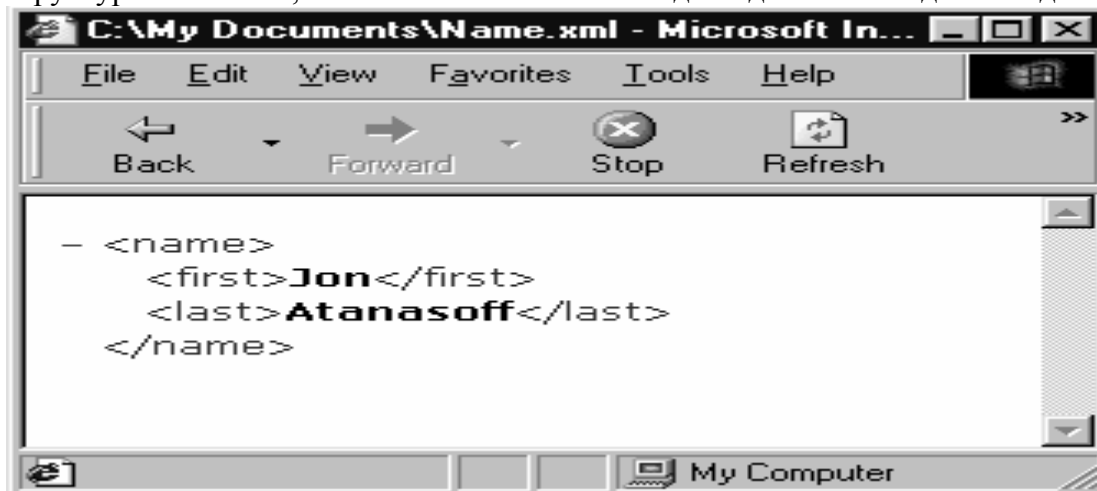 C:\My Documents\Name.xml - Microsoft In...
File Edit View Favorites Tools Help
Back Forward Stop Refresh »
– <name>
<first>Jon</first>
<last>Atanasoff</last>
</name>
My Computer